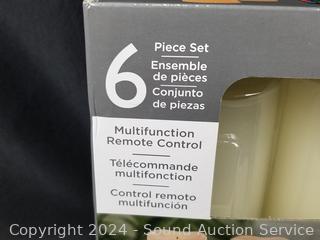 6
Piece Set
Ensemble
de pièces
Conjunto
de piezas
Multifunction
Remote Control
Télécommande
multifonction
Control remoto
multifunción
Copyright 2024 - Sound Auction Service